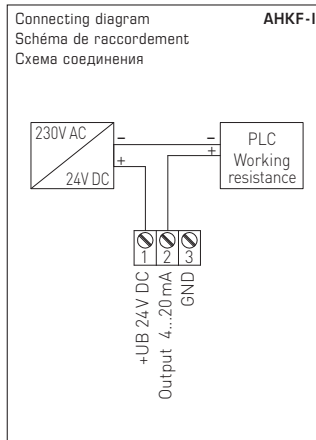 Connecting diagram
AHKF-I
Schéma de raccordement
Схема соединения
230V AC
24V DC
–
+
–
+
PLC
Working
resistance
1 2 3
+UB 24V DC
Output 4...20mA
GND